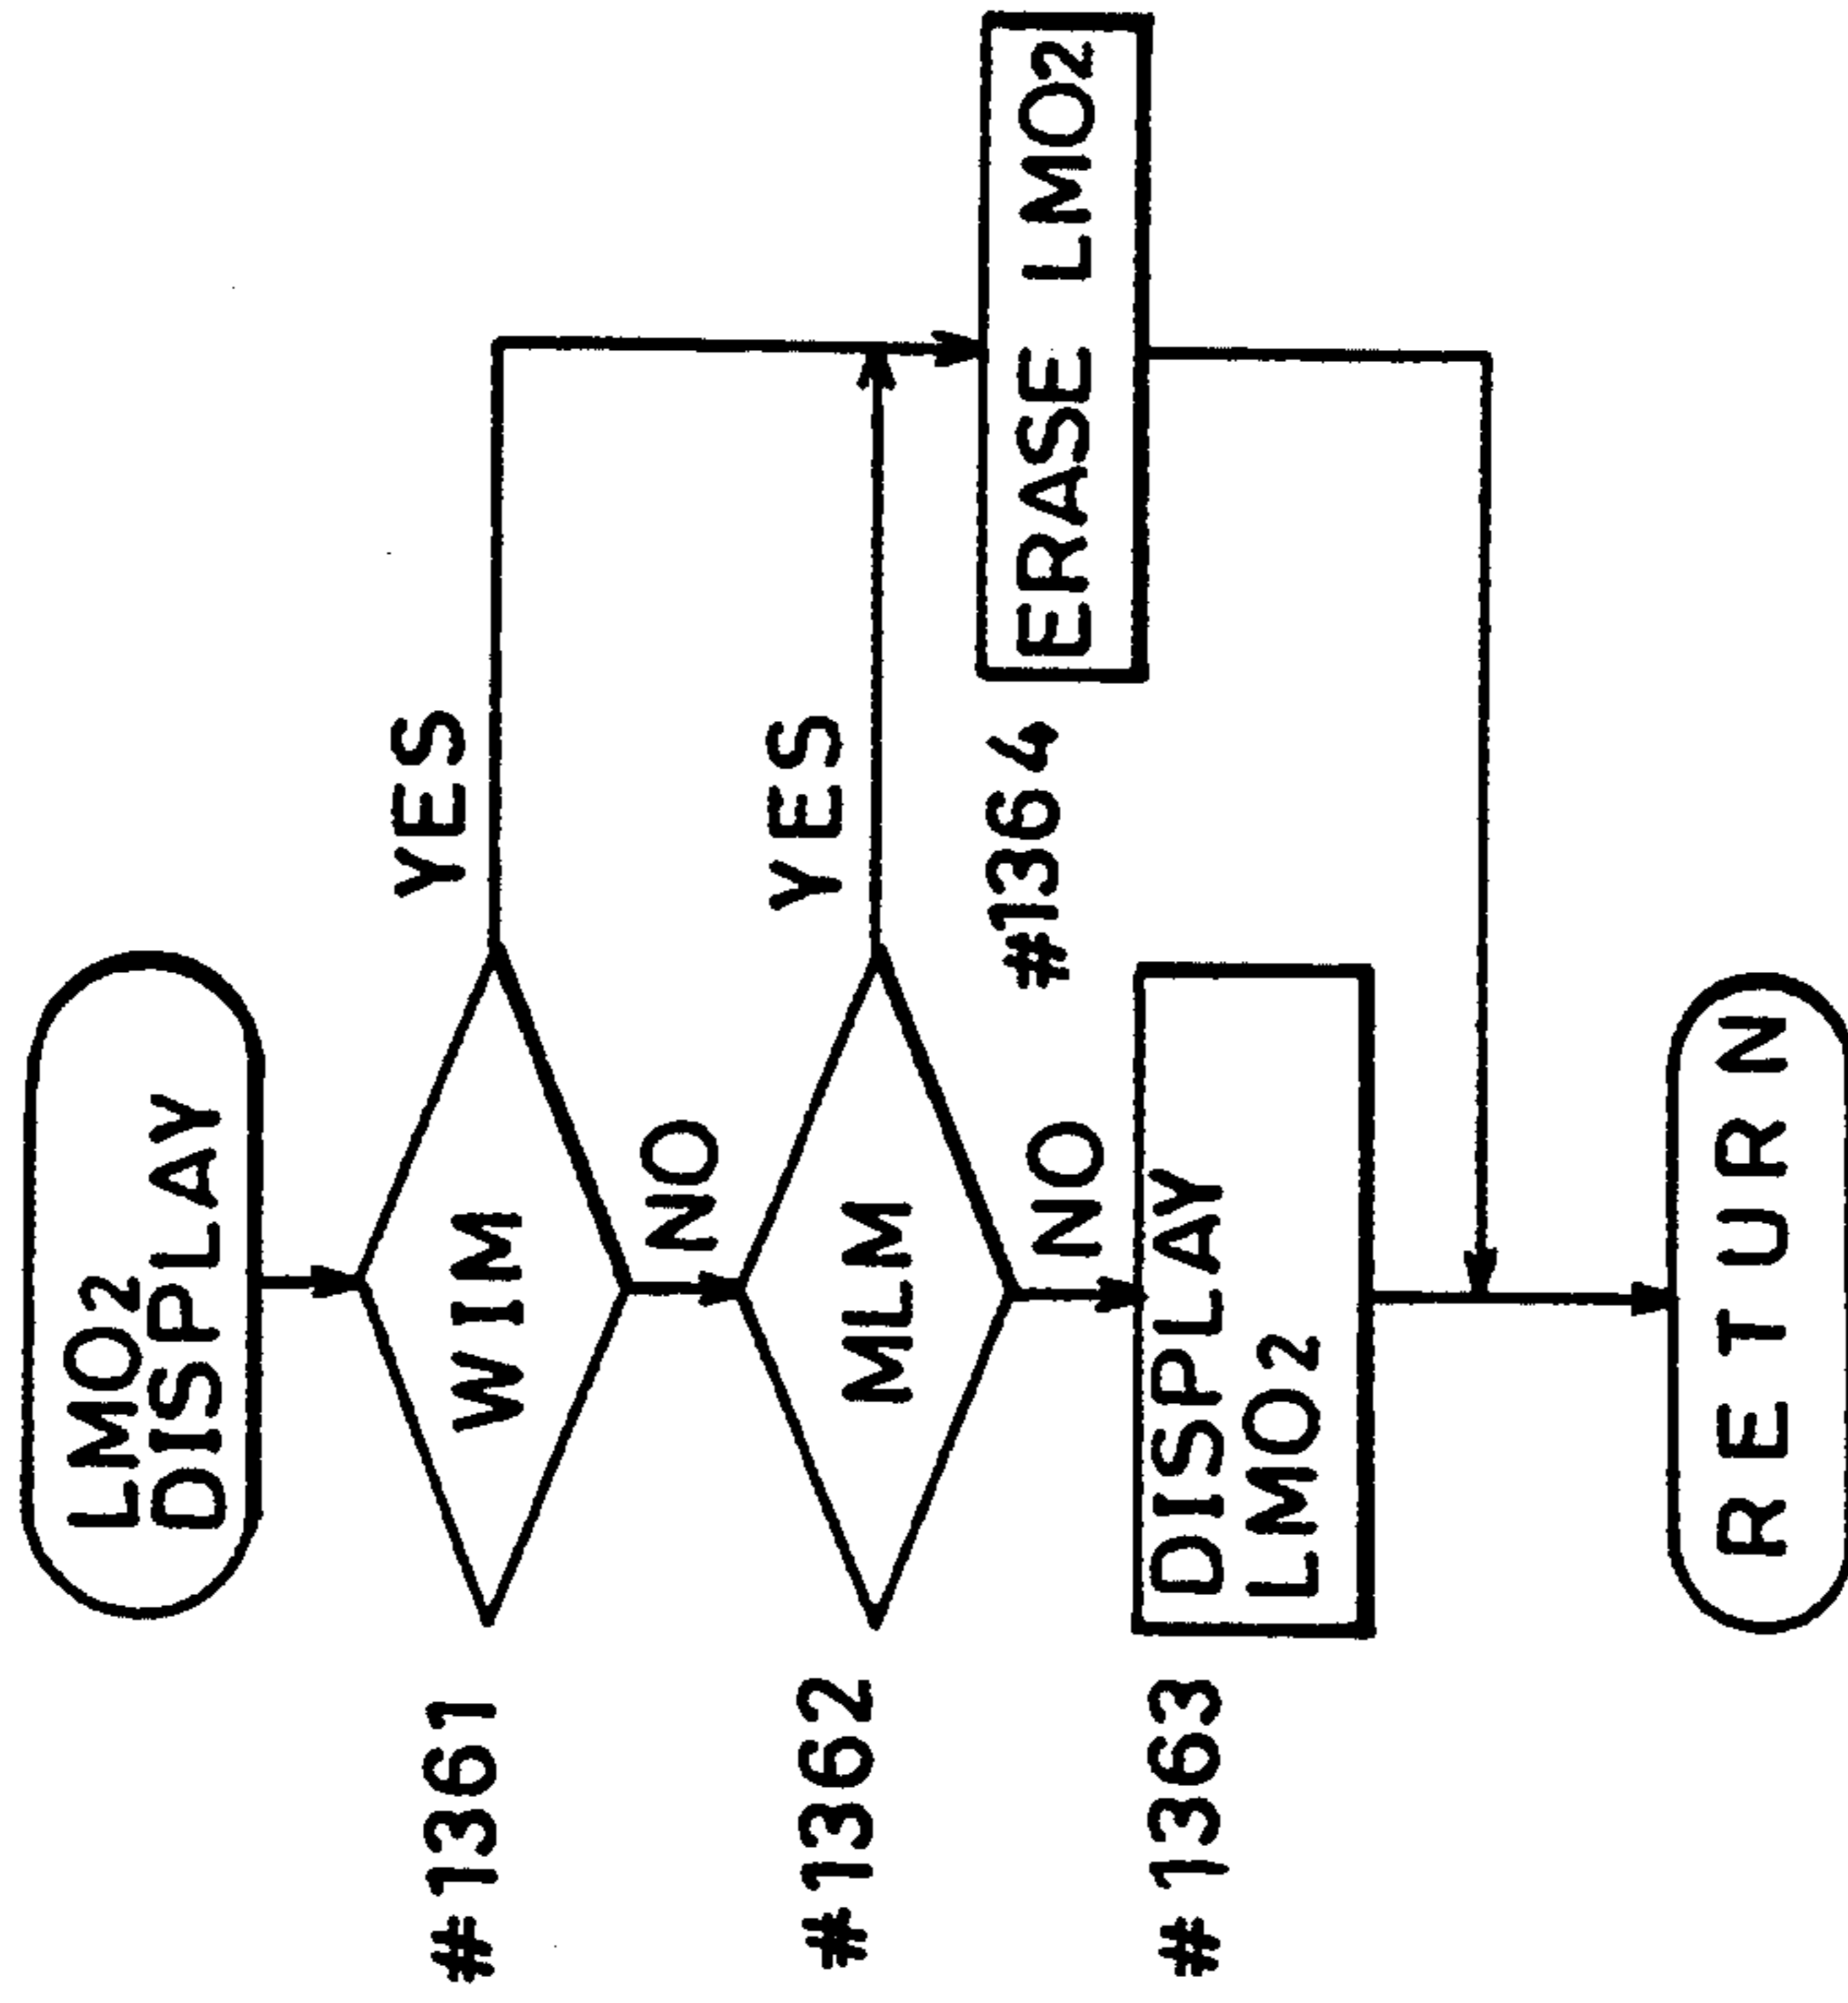 LMO2
DISPLAY
#1361
WIM
YES
NO
#1362
MLM
YES
NO
#1363
DISPLAY
LMO2
#1364
ERASE LMO2
RETURN